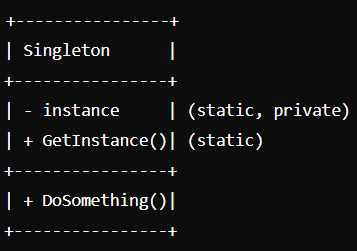 +---------------+
| Singleton     |
+---------------+
| - instance    | (static, private)
| + GetInstance()| (static)
+---------------+
| + DoSomething()|
+---------------+